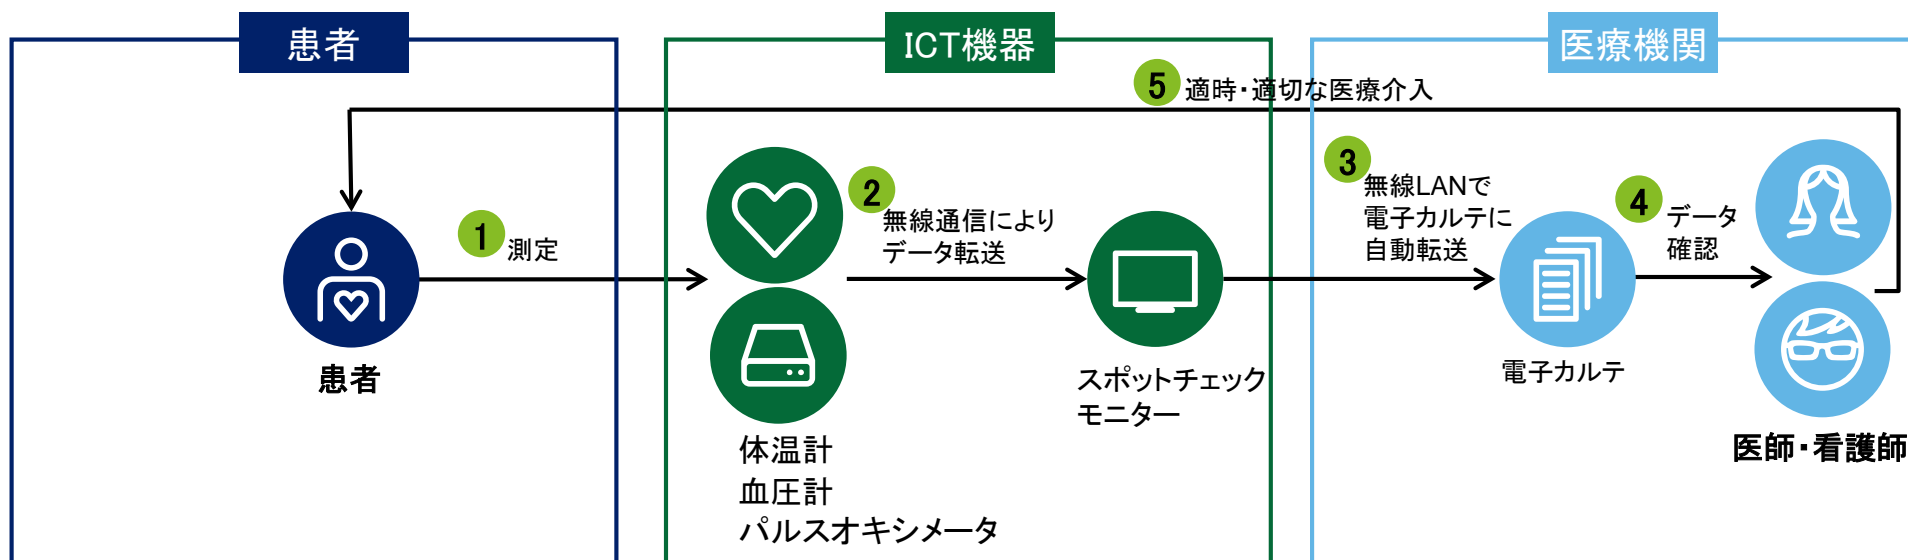 患者
ICT機器
医療機関
5 適時・適切な医療介入
1 測定
2
無線通信により
データ転送
3
無線LANで
電子カルテに
自動転送
4 データ
確認
患者
体温計
血圧計
パルスオキシメータ
スポットチェック
モニター
電子カルテ
医師・看護師